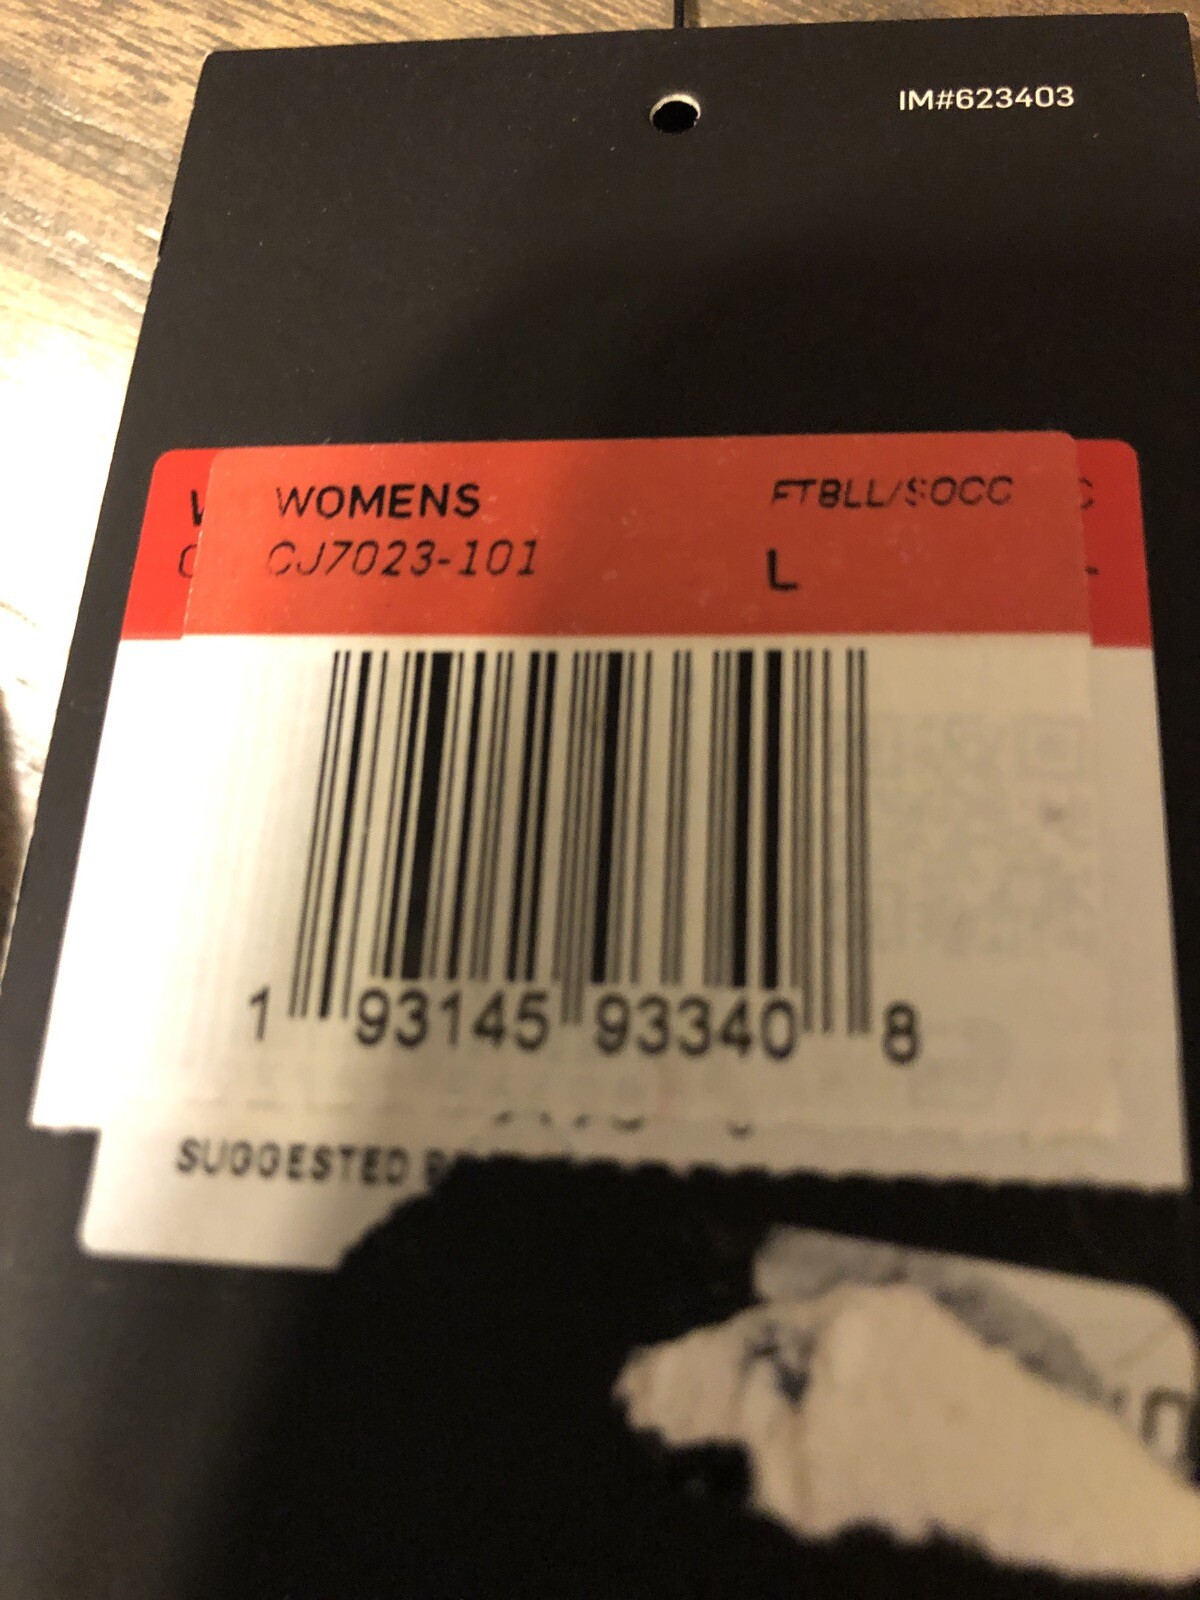 IM#623403
WOMENS FTBLL/SOCC
CJ7023-101 L
1 93145 93340 8
SUGGESTED